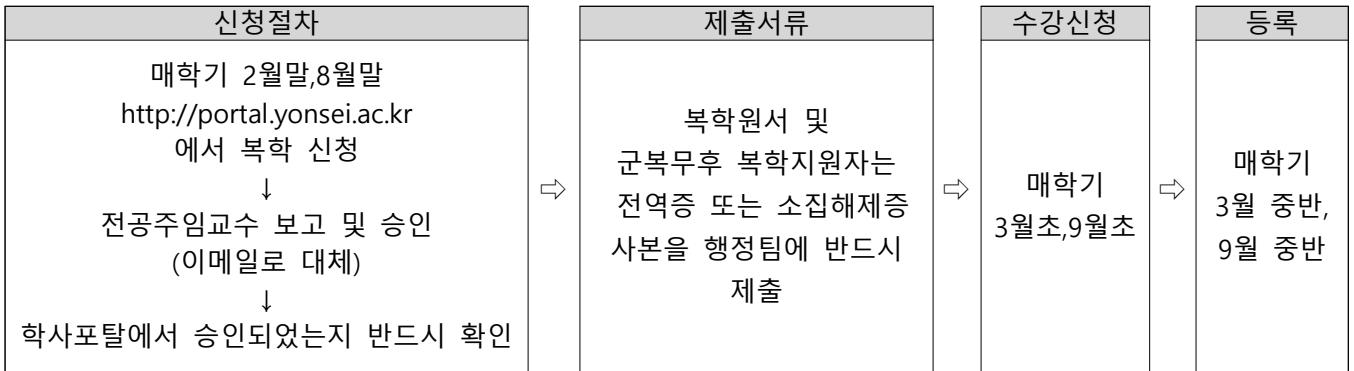 신청절차
매학기 2월말,8월말
http://portal.yonsei.ac.kr
에서 복학 신청
↓
전공주임교수 보고 및 승인
(이메일로 대체)
↓
학사포탈에서 승인되었는지 반드시 확인
⇨
제출서류
복학원서 및
군복무후 복학지원자는
전역증 또는 소집해제증
사본을 행정팀에 반드시
제출
⇨
수강신청
매학기
3월초,9월초
⇨
등록
매학기
3월 중반,
9월 중반